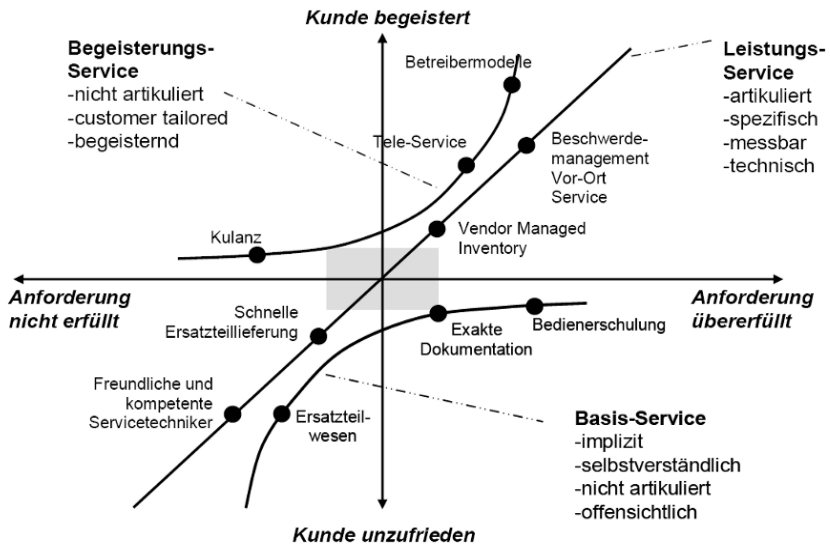 Kunde begeistert
Begeisterungs-
Service
-nicht artikuliert
-customer tailored
-begeisternd
Betreibermodelle
Leistungs-
Service
-artikuliert
-spezifisch
-messbar
-technisch
Tele-Service
Beschwerde-
management
Vor-Ort
Service
Kulanz
Vendor Managed
Inventory
Anforderung
nicht erfüllt
Anforderung
übererfüllt
Schnelle
Ersatzteillieferung
Exakte
Dokumentation
Bedienerschulung
Freundliche und
kompetente
Servicetechniker
Ersatzteil-
wesen
Basis-Service
-implizit
-selbstverständlich
-nicht artikuliert
-offensichtlich
Kunde unzufrieden